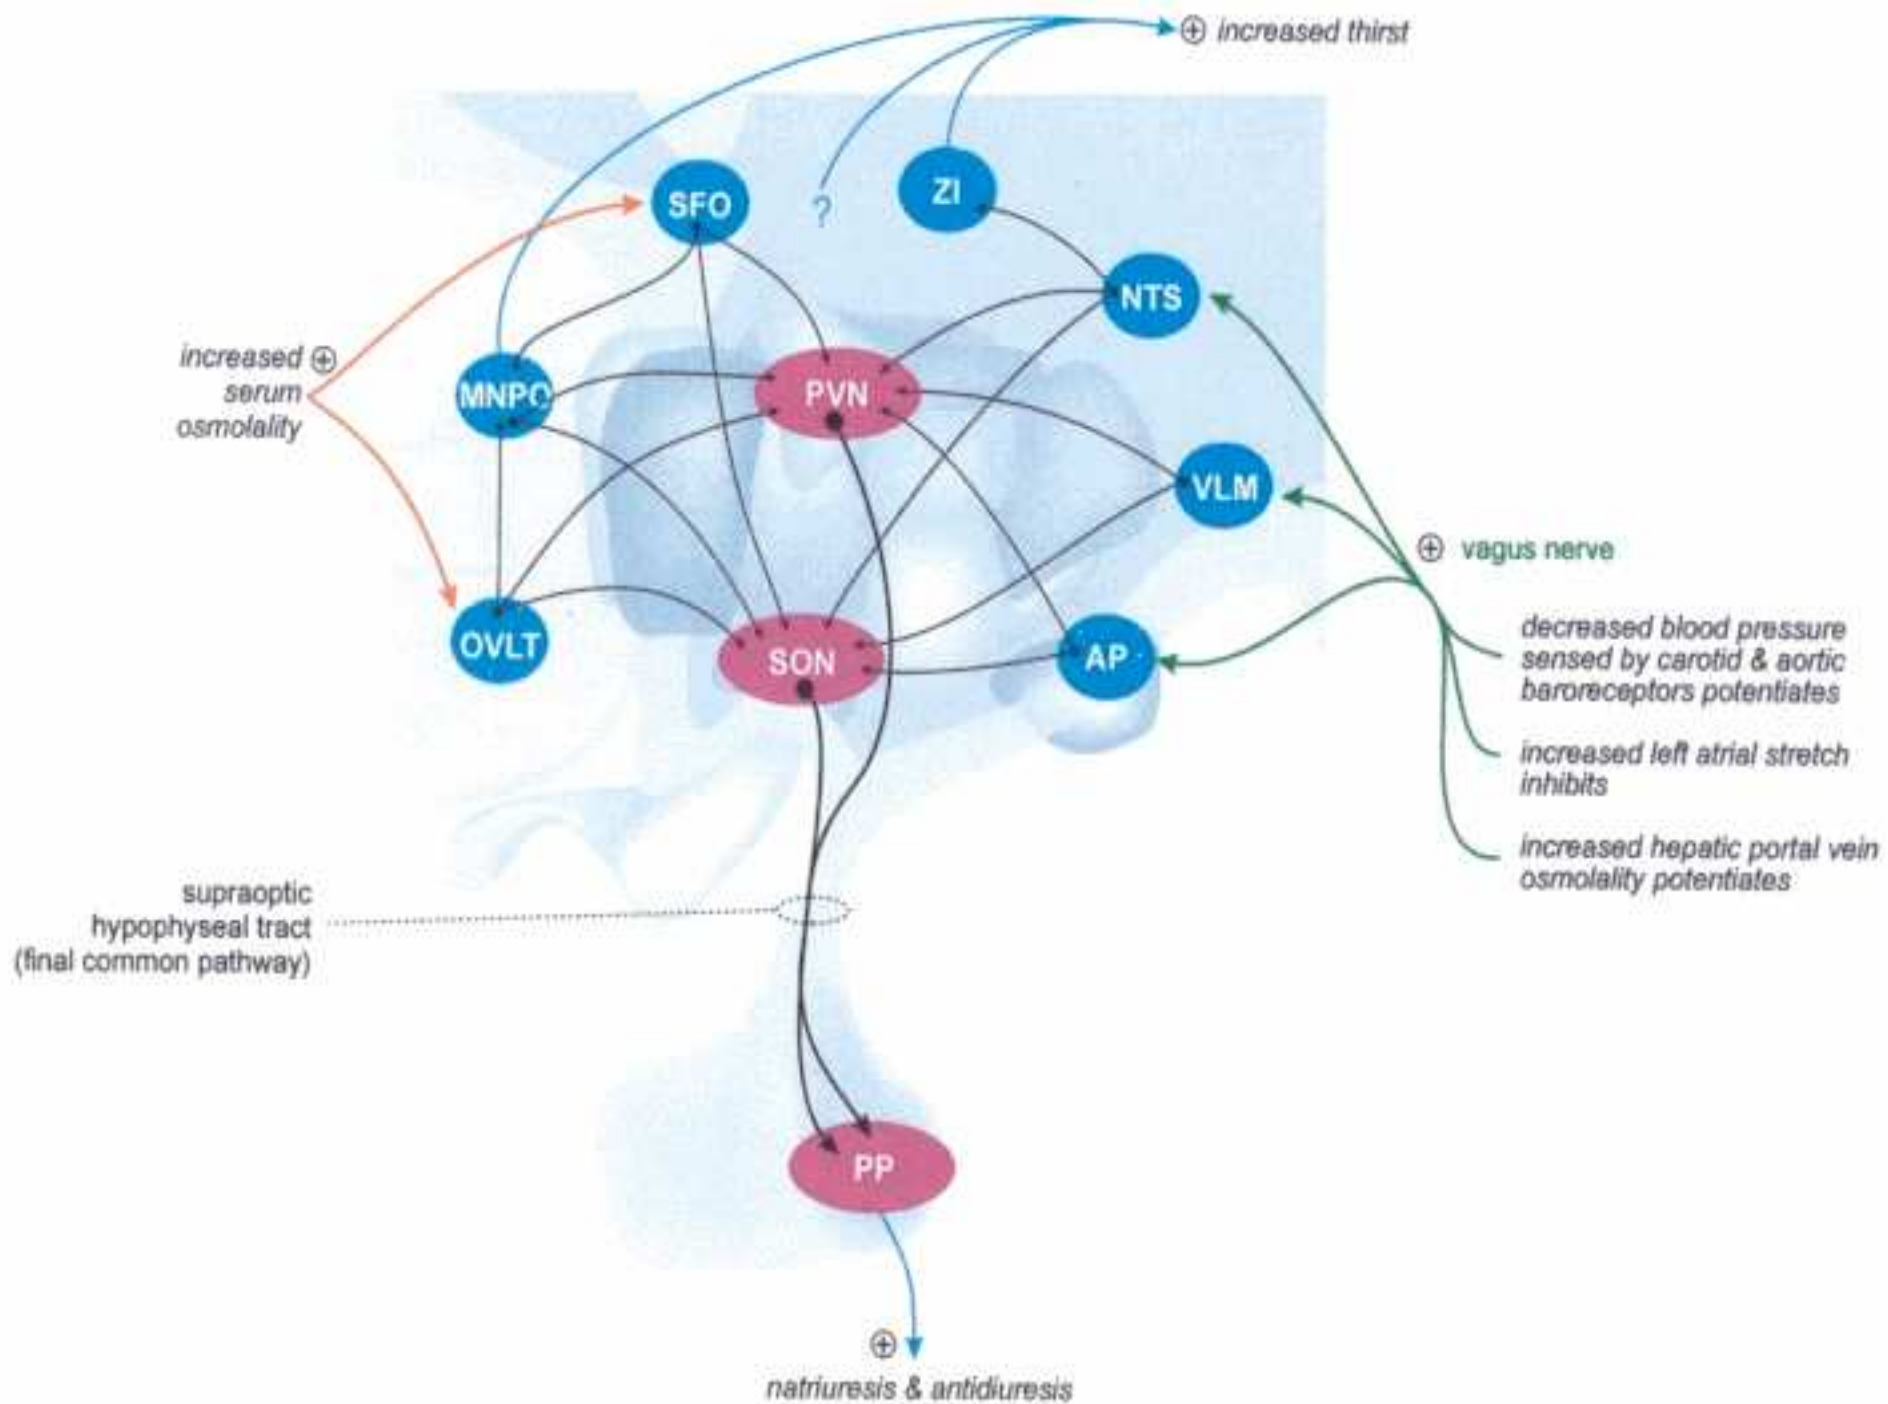 ⊕ increased thirst
SFO
?
ZI
NTS
increased ⊕
serum
osmolality
MNPO
PVN
VLM
⊕ vagus nerve
OVLT
SON
AP
decreased blood pressure
sensed by carotid & aortic
baroreceptors potentiates
increased left atrial stretch
inhibits
increased hepatic portal vein
osmolality potentiates
supraoptic
hypophyseal tract
(final common pathway)
PP
⊕
natriuresis & antidiuresis